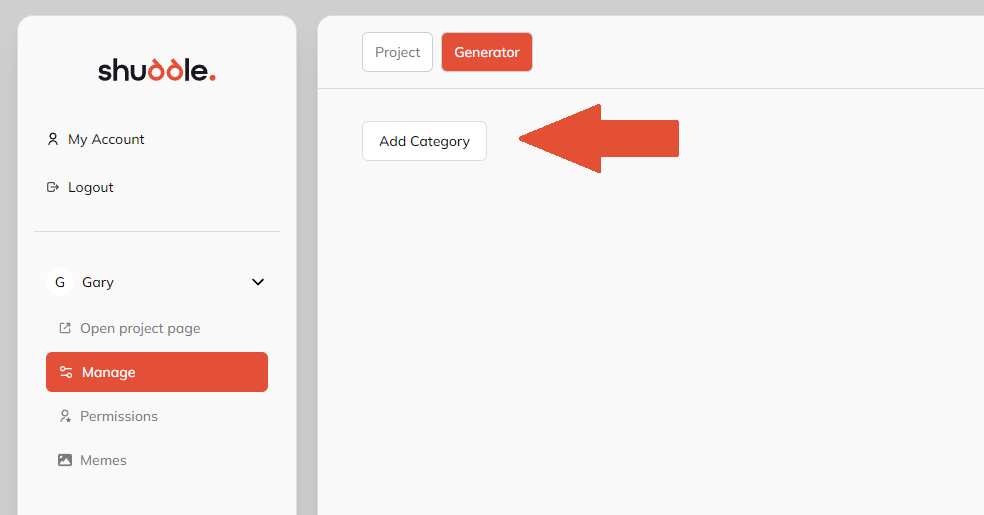 shuddle.
My Account
Logout
G Gary
Open project page
Manage
Permissions
Memes
Project Generator
Add Category